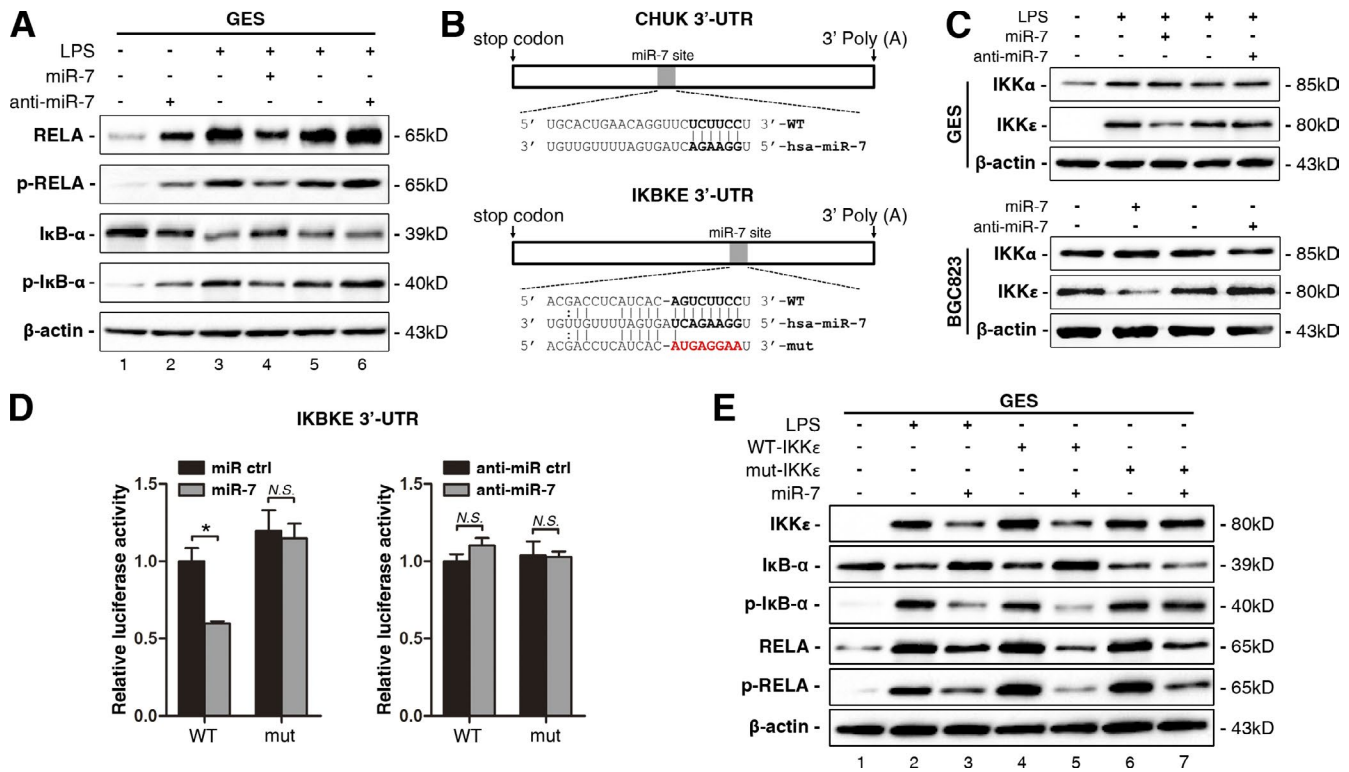 A
GES
LPS - - + + + +
miR-7 - - - + - -
anti-miR-7 - + - - - +
RELA - - 65kD
p-RELA - - 65kD
IκB-α - - 39kD
p-IκB-α - - 40kD
β-actin - - 43kD
1 2 3 4 5 6
B
CHUK 3′-UTR
stop codon
3′ Poly (A)
miR-7 site
5′ UGCACUGAACAGGUUCUCUUCCU 3′-WT
3′ UGUUGUUUUAGUGAUCAGAAGGU 5′-hsa-miR-7
IKBKE 3′-UTR
stop codon
3′ Poly (A)
miR-7 site
5′ ACGACCUCAUCAC-AGUCUUCCU 3′-WT
3′ UGUUGUUUUAGUGAUCAGAAGGU 5′-hsa-miR-7
5′ ACGACCUCAUCAC-AUGAGGAAU 3′-mut
C
LPS - + + + +
miR-7 - - + - -
anti-miR-7 - - - - +
GES
IKKα - - 85kD
IKKε - - 80kD
β-actin - - 43kD
miR-7 - + - -
anti-miR-7 - - - +
BGC823
IKKα - - 85kD
IKKε - - 80kD
β-actin - - 43kD
D
IKBKE 3′-UTR
miR ctrl
miR-7
Relative luciferase activity
1.5
1.0
0.5
0.0
*
N.S.
WT mut
anti-miR ctrl
anti-miR-7
Relative luciferase activity
1.5
1.0
0.5
0.0
N.S.
N.S.
WT mut
E
GES
LPS - + + - - - -
WT-IKKε - - - + + - -
mut-IKKε - - - - - + +
miR-7 - - + - + - +
IKKε - - 80kD
IκB-α - - 39kD
p-IκB-α - - 40kD
RELA - - 65kD
p-RELA - - 65kD
β-actin - - 43kD
1 2 3 4 5 6 7